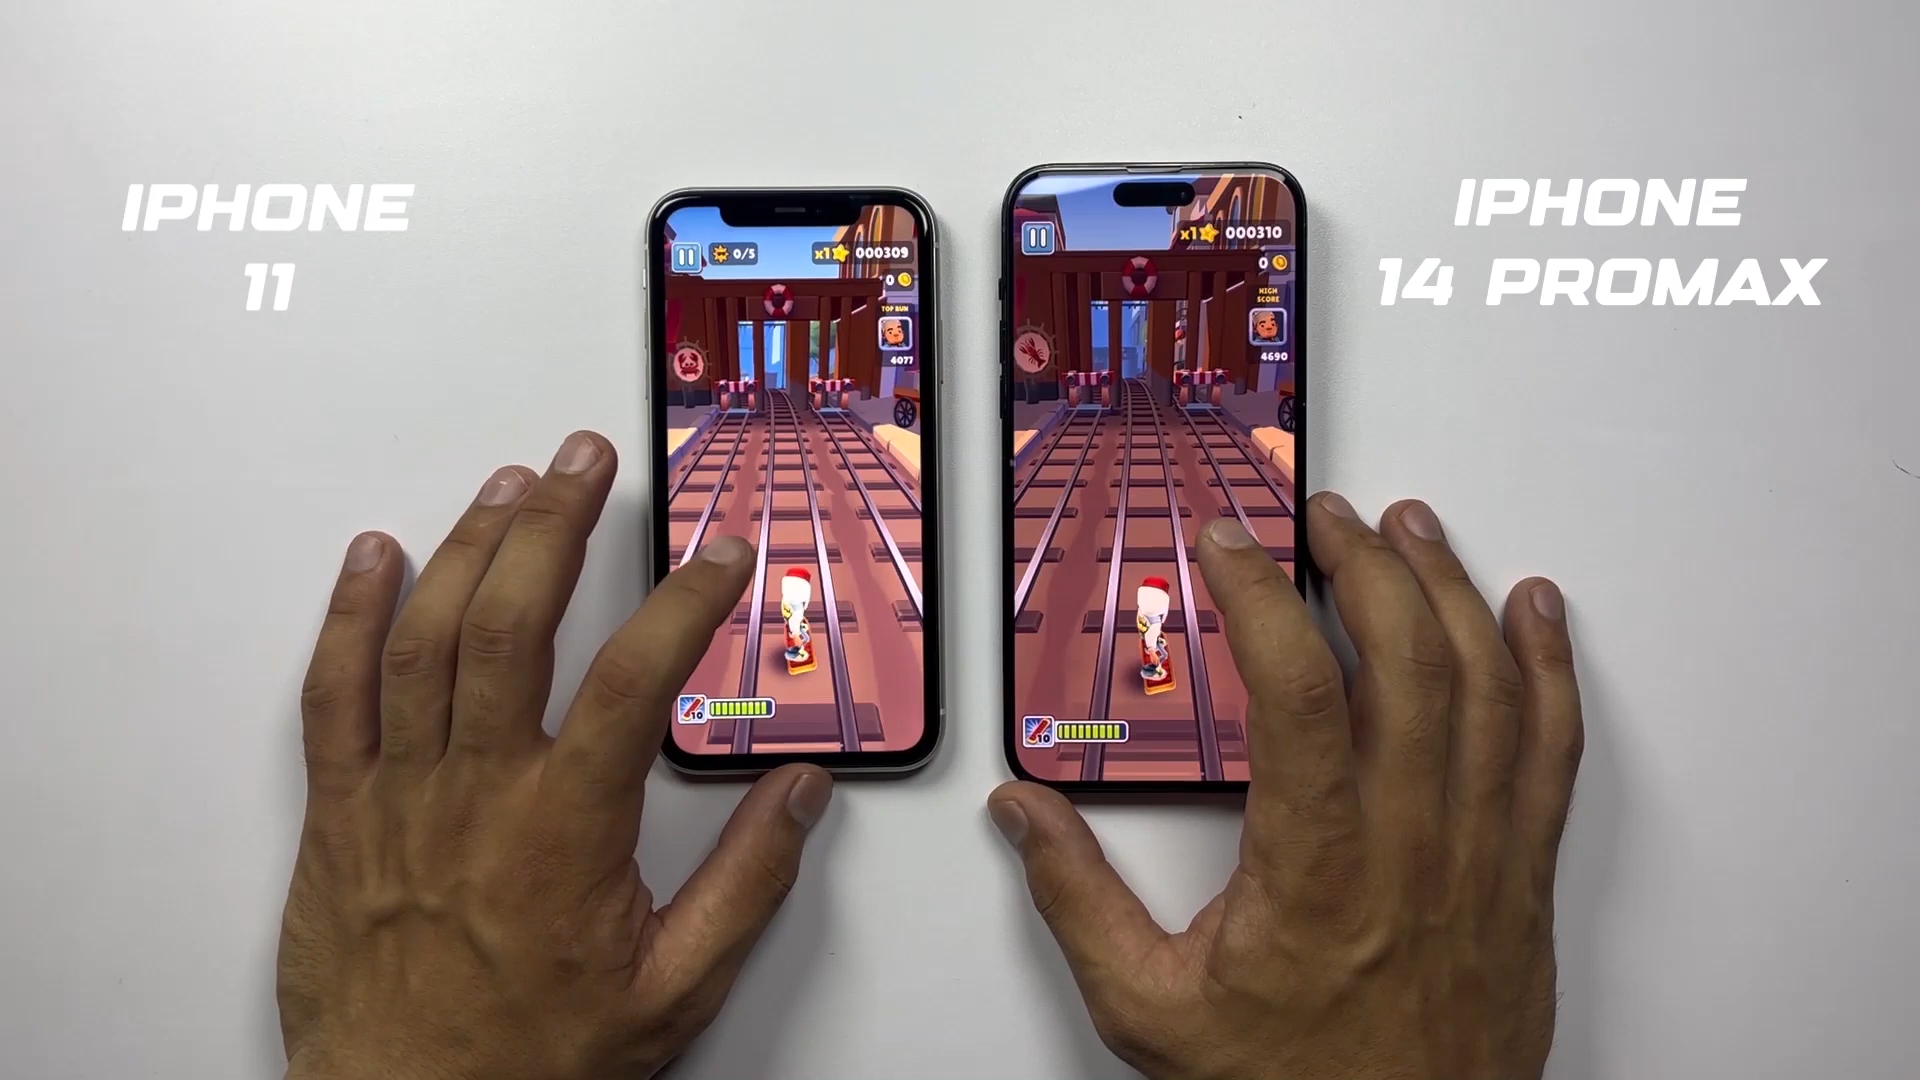 IPHONE
11
IPHONE
14 PROMAX
0/5
x1 000309
0
TOP RUN
4077
10
x1 000310
0
HIGH
SCORE
4690
10